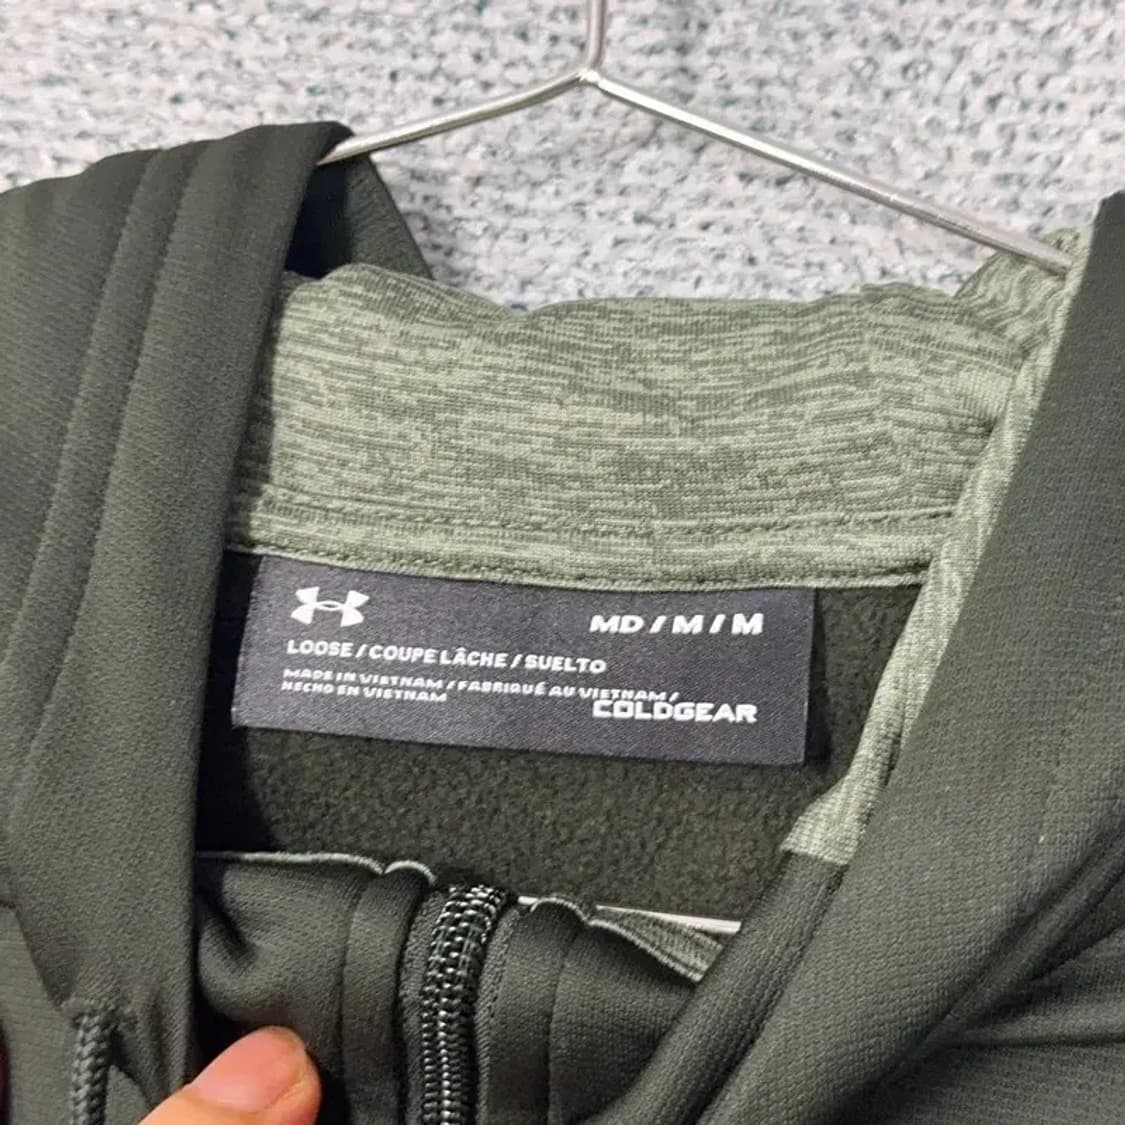 MD / M / M
LOOSE / COUPE LÂCHE / SUELTO
MADE IN VIETNAM / FABRIQUÉ AU VIETNAM /
HECHO EN VIETNAM
COLDGEAR